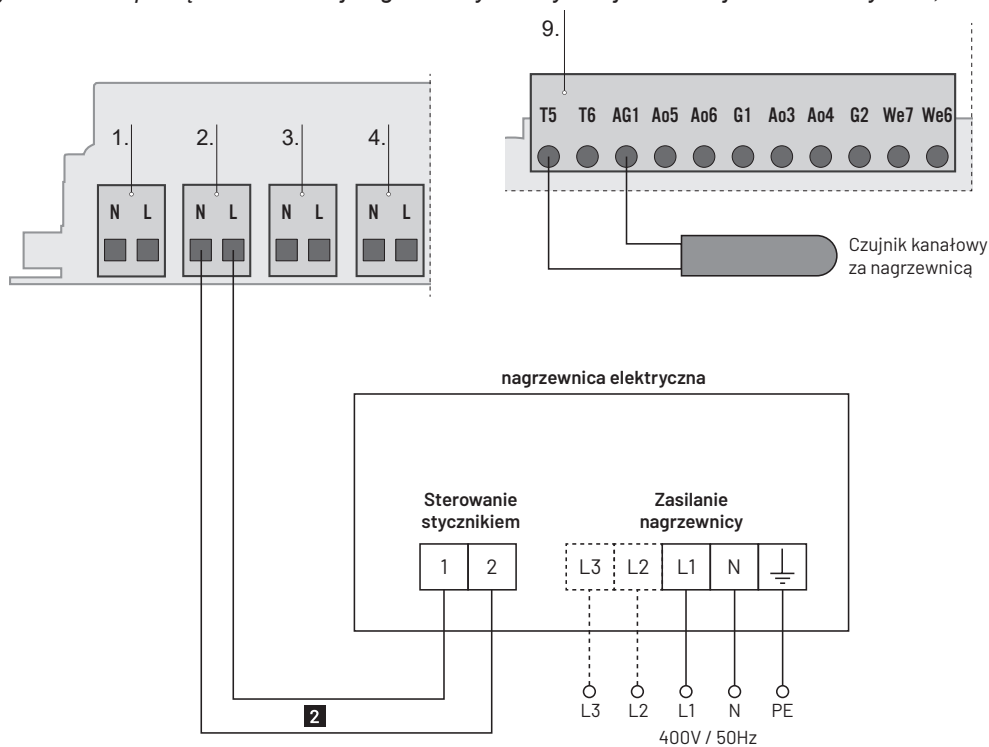 9.
T5 T6 AG1 Ao5 Ao6 G1 Ao3 Ao4 G2 We7 We6
1. 2. 3. 4.
N L N L N L N L
Czujnik kanałowy
za nagrzewnicą
nagrzewnica elektryczna
Sterowanie
stycznikiem
Zasilanie
nagrzewnicy
1 2 L3 L2 L1 N
L3 L2 L1 N PE
2
400V / 50Hz